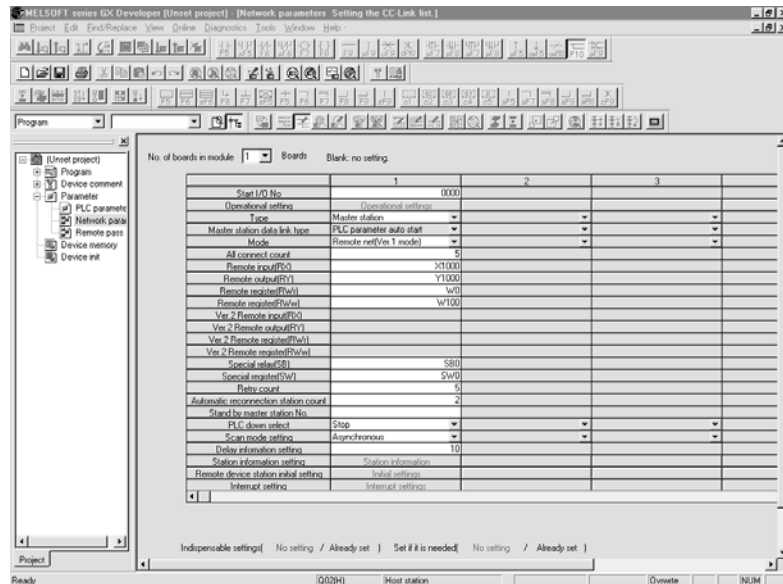 MELSOFT series GX Developer (Unset project) - [Network parameters Setting the CC-Link list.]
Project Edit Find/Replace View Online Diagnostics Tools Window Help
Program
(Unset project)
Program
Device comment
Parameter
PLC paramete
Network parar
Remote pass
Device memory
Device init
Project
No. of boards in module 1 Boards Blank: no setting.
1 2 3
Start I/O No 0000
Operational setting Operational settings
Type Master station
Master station data link type PLC parameter auto start
Mode Remote net(Ver.1 mode)
All connect count 5
Remote input(RX) X1000
Remote output(RY) Y1000
Remote register(RWr) W0
Remote register(RWw) W100
Ver.2 Remote input(RX)
Ver.2 Remote output(RY)
Ver.2 Remote register(RWr)
Ver.2 Remote register(RWw)
Special relay(SB) SB0
Special register(SW) SW0
Retry count 5
Automatic reconnection station count 2
Stand by master station No.
PLC down select Stop
Scan mode setting Asynchronous
Delay infomation setting 10
Station information setting Station information
Remote device station initial setting Initial settings
Interrupt setting Interrupt settings
Indispensable settings( No setting / Already set ) Set if it is needed( No setting / Already set )
Ready Q02(H) Host station Ovrwrte NUM